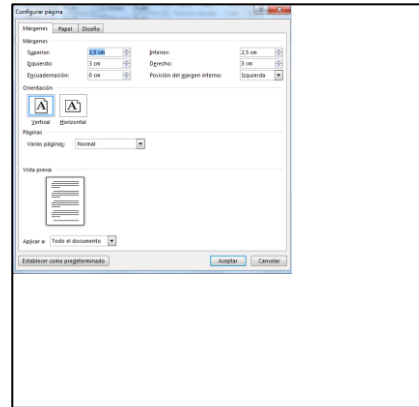 Configurar página
Márgenes Papel Diseño
Márgenes
Superior: 2,5 cm Inferior: 2,5 cm
Izquierdo: 3 cm Derecho: 3 cm
Encuadernación: 0 cm Posición del margen interno: Izquierda
Orientación
A A
Vertical Horizontal
Páginas
Varias páginas: Normal
Vista previa
Aplicar a: Todo el documento
Establecer como predeterminado Aceptar Cancelar